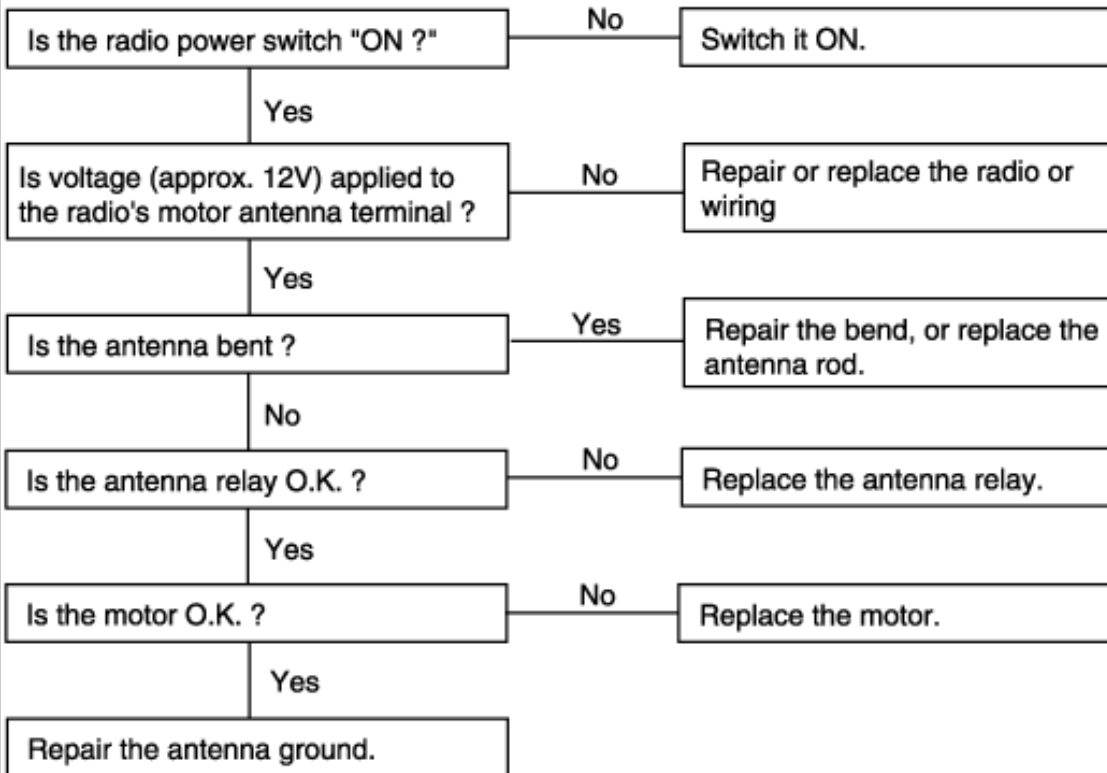 Is the radio power switch "ON ?"
No
Switch it ON.
Yes
Is voltage (approx. 12V) applied to
the radio's motor antenna terminal ?
No
Repair or replace the radio or
wiring
Yes
Is the antenna bent ?
Yes
Repair the bend, or replace the
antenna rod.
No
Is the antenna relay O.K. ?
No
Replace the antenna relay.
Yes
Is the motor O.K. ?
No
Replace the motor.
Yes
Repair the antenna ground.